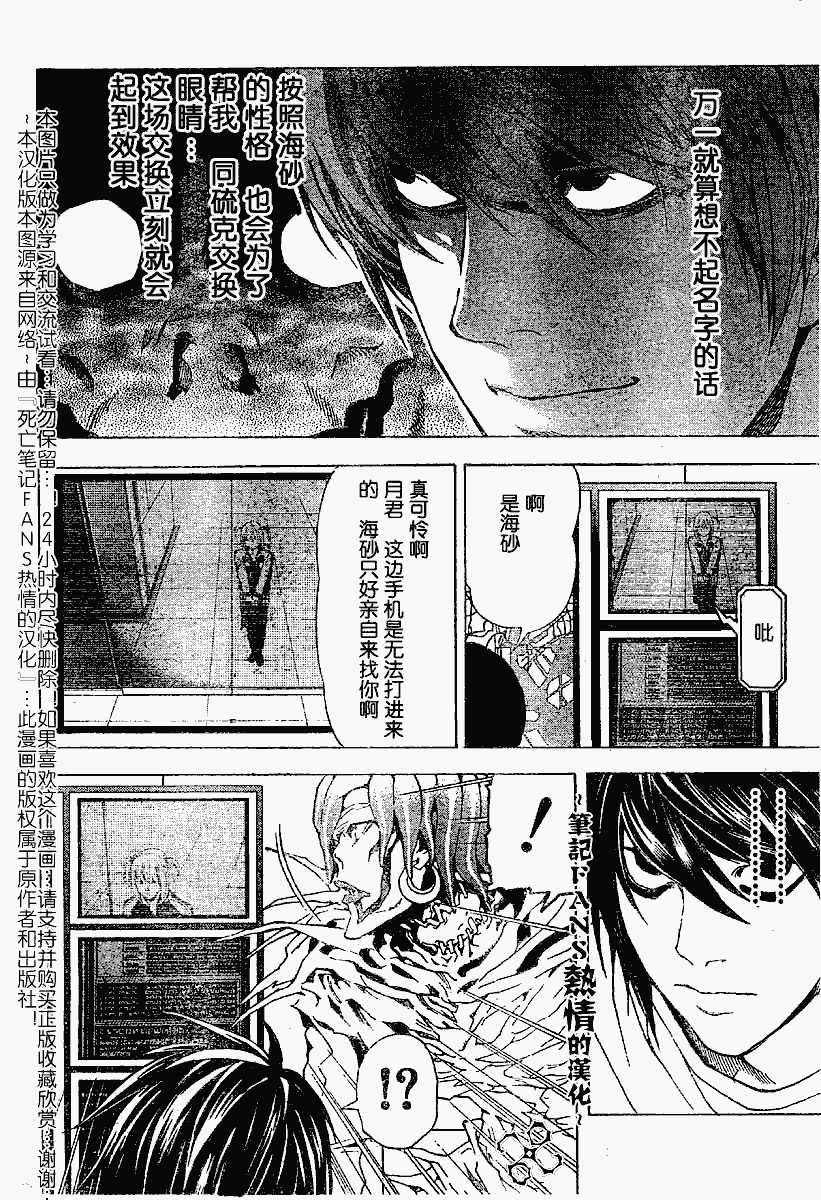 万一就算想不起名字的话
按照海砂
的性格 也会为了
帮我 同硫克交换
眼睛…
这场交换立刻就会
起到效果
哔
啊
是海砂
真可怜啊
月君 这边手机是无法打进来
的 海砂只好亲自来找你啊
…………
!
!?
~筆記FANS熱情的漢化~
本图片只做为学习和交流试看…请勿保留…!24小时内尽快删除!如果喜欢这个漫画…请支持并购买正版收藏欣赏!…谢谢!
~本汉化版本图源来自网络~由『死亡笔记FANS热情的汉化』…此漫画的版权属于原作者和出版社!